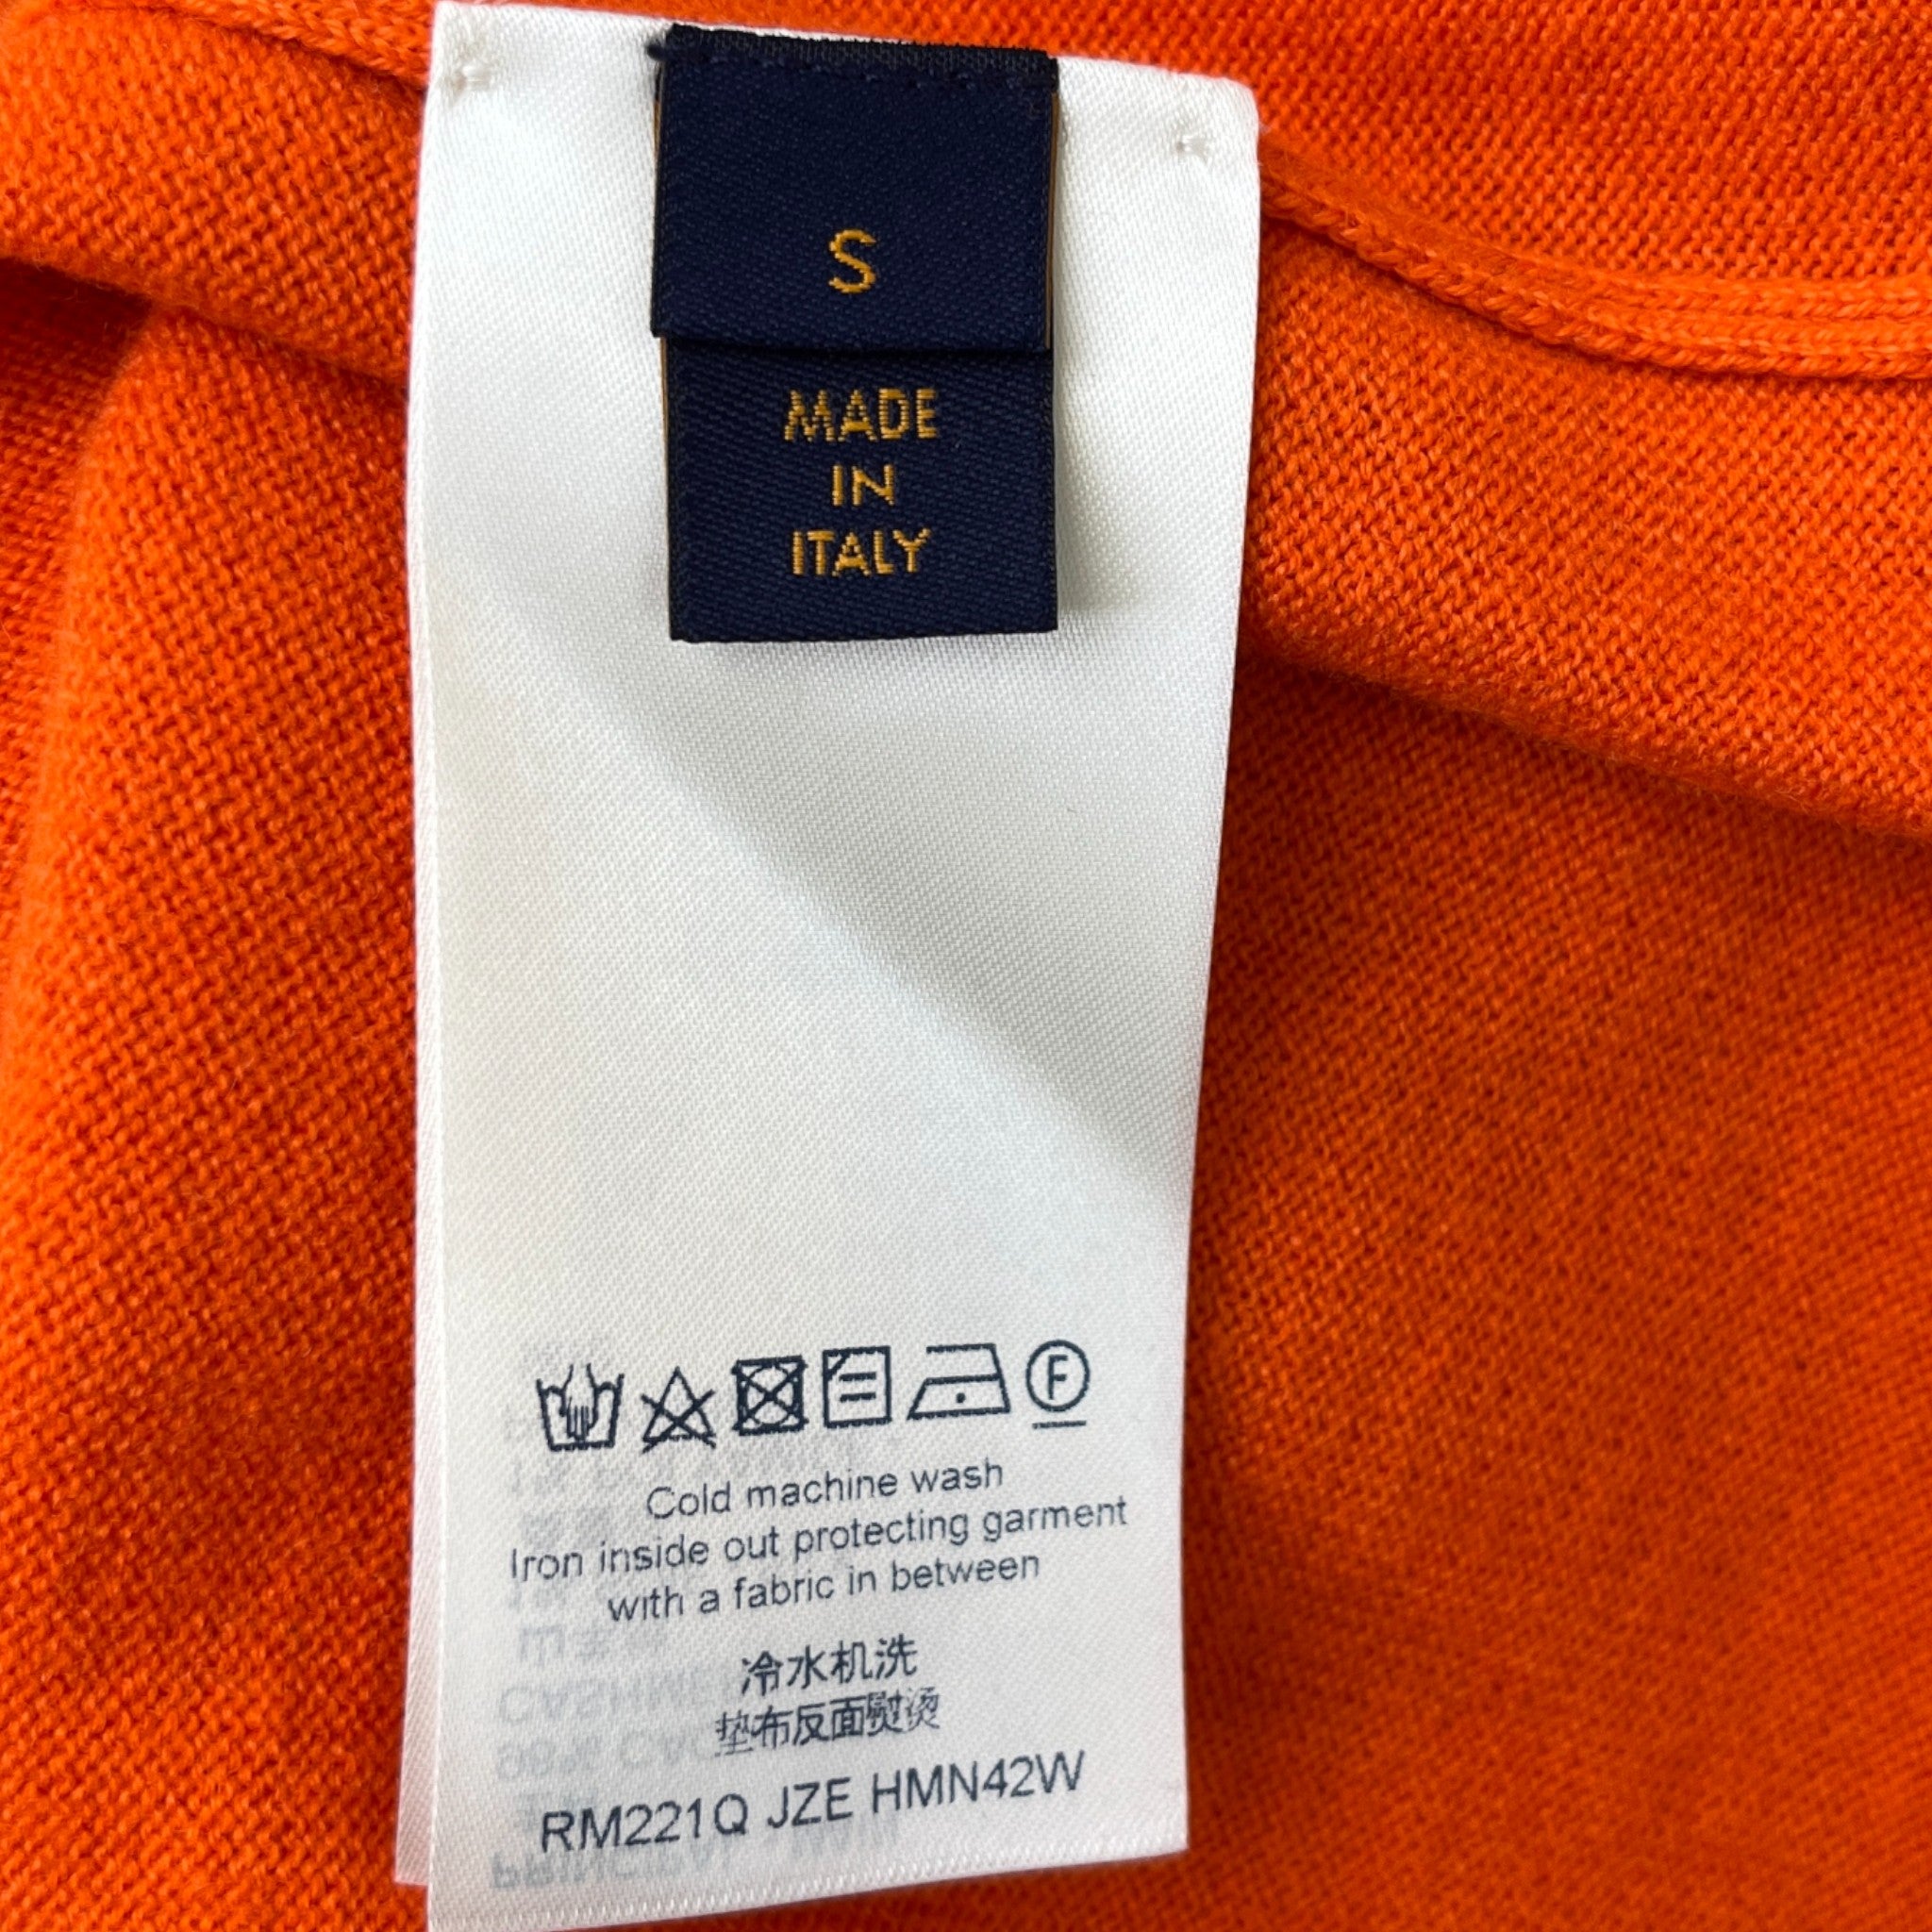 S
MADE
IN
ITALY
F
Cold machine wash
Iron inside out protecting garment
with a fabric in between
冷水机洗
垫布反面熨烫
RM221Q JZE HMN42W